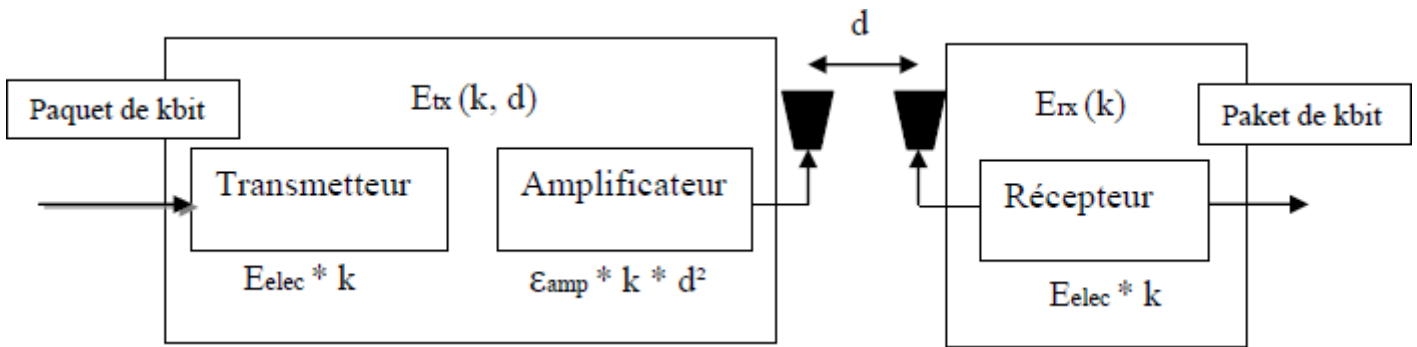 d
Paquet de kbit
Etx (k, d)
Erx (k)
Paket de kbit
Transmetteur
Amplificateur
Récepteur
Eelec * k
εamp * k * d²
Eelec * k